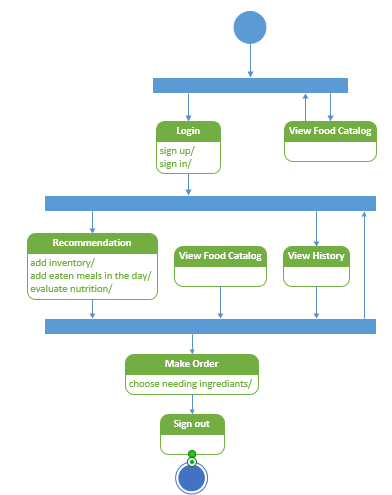 Login
sign up/
sign in/
View Food Catalog
Recommendation
add inventory/
add eaten meals in the day/
evaluate nutrition/
View Food Catalog
View History
Make Order
choose needing ingrediants/
Sign out